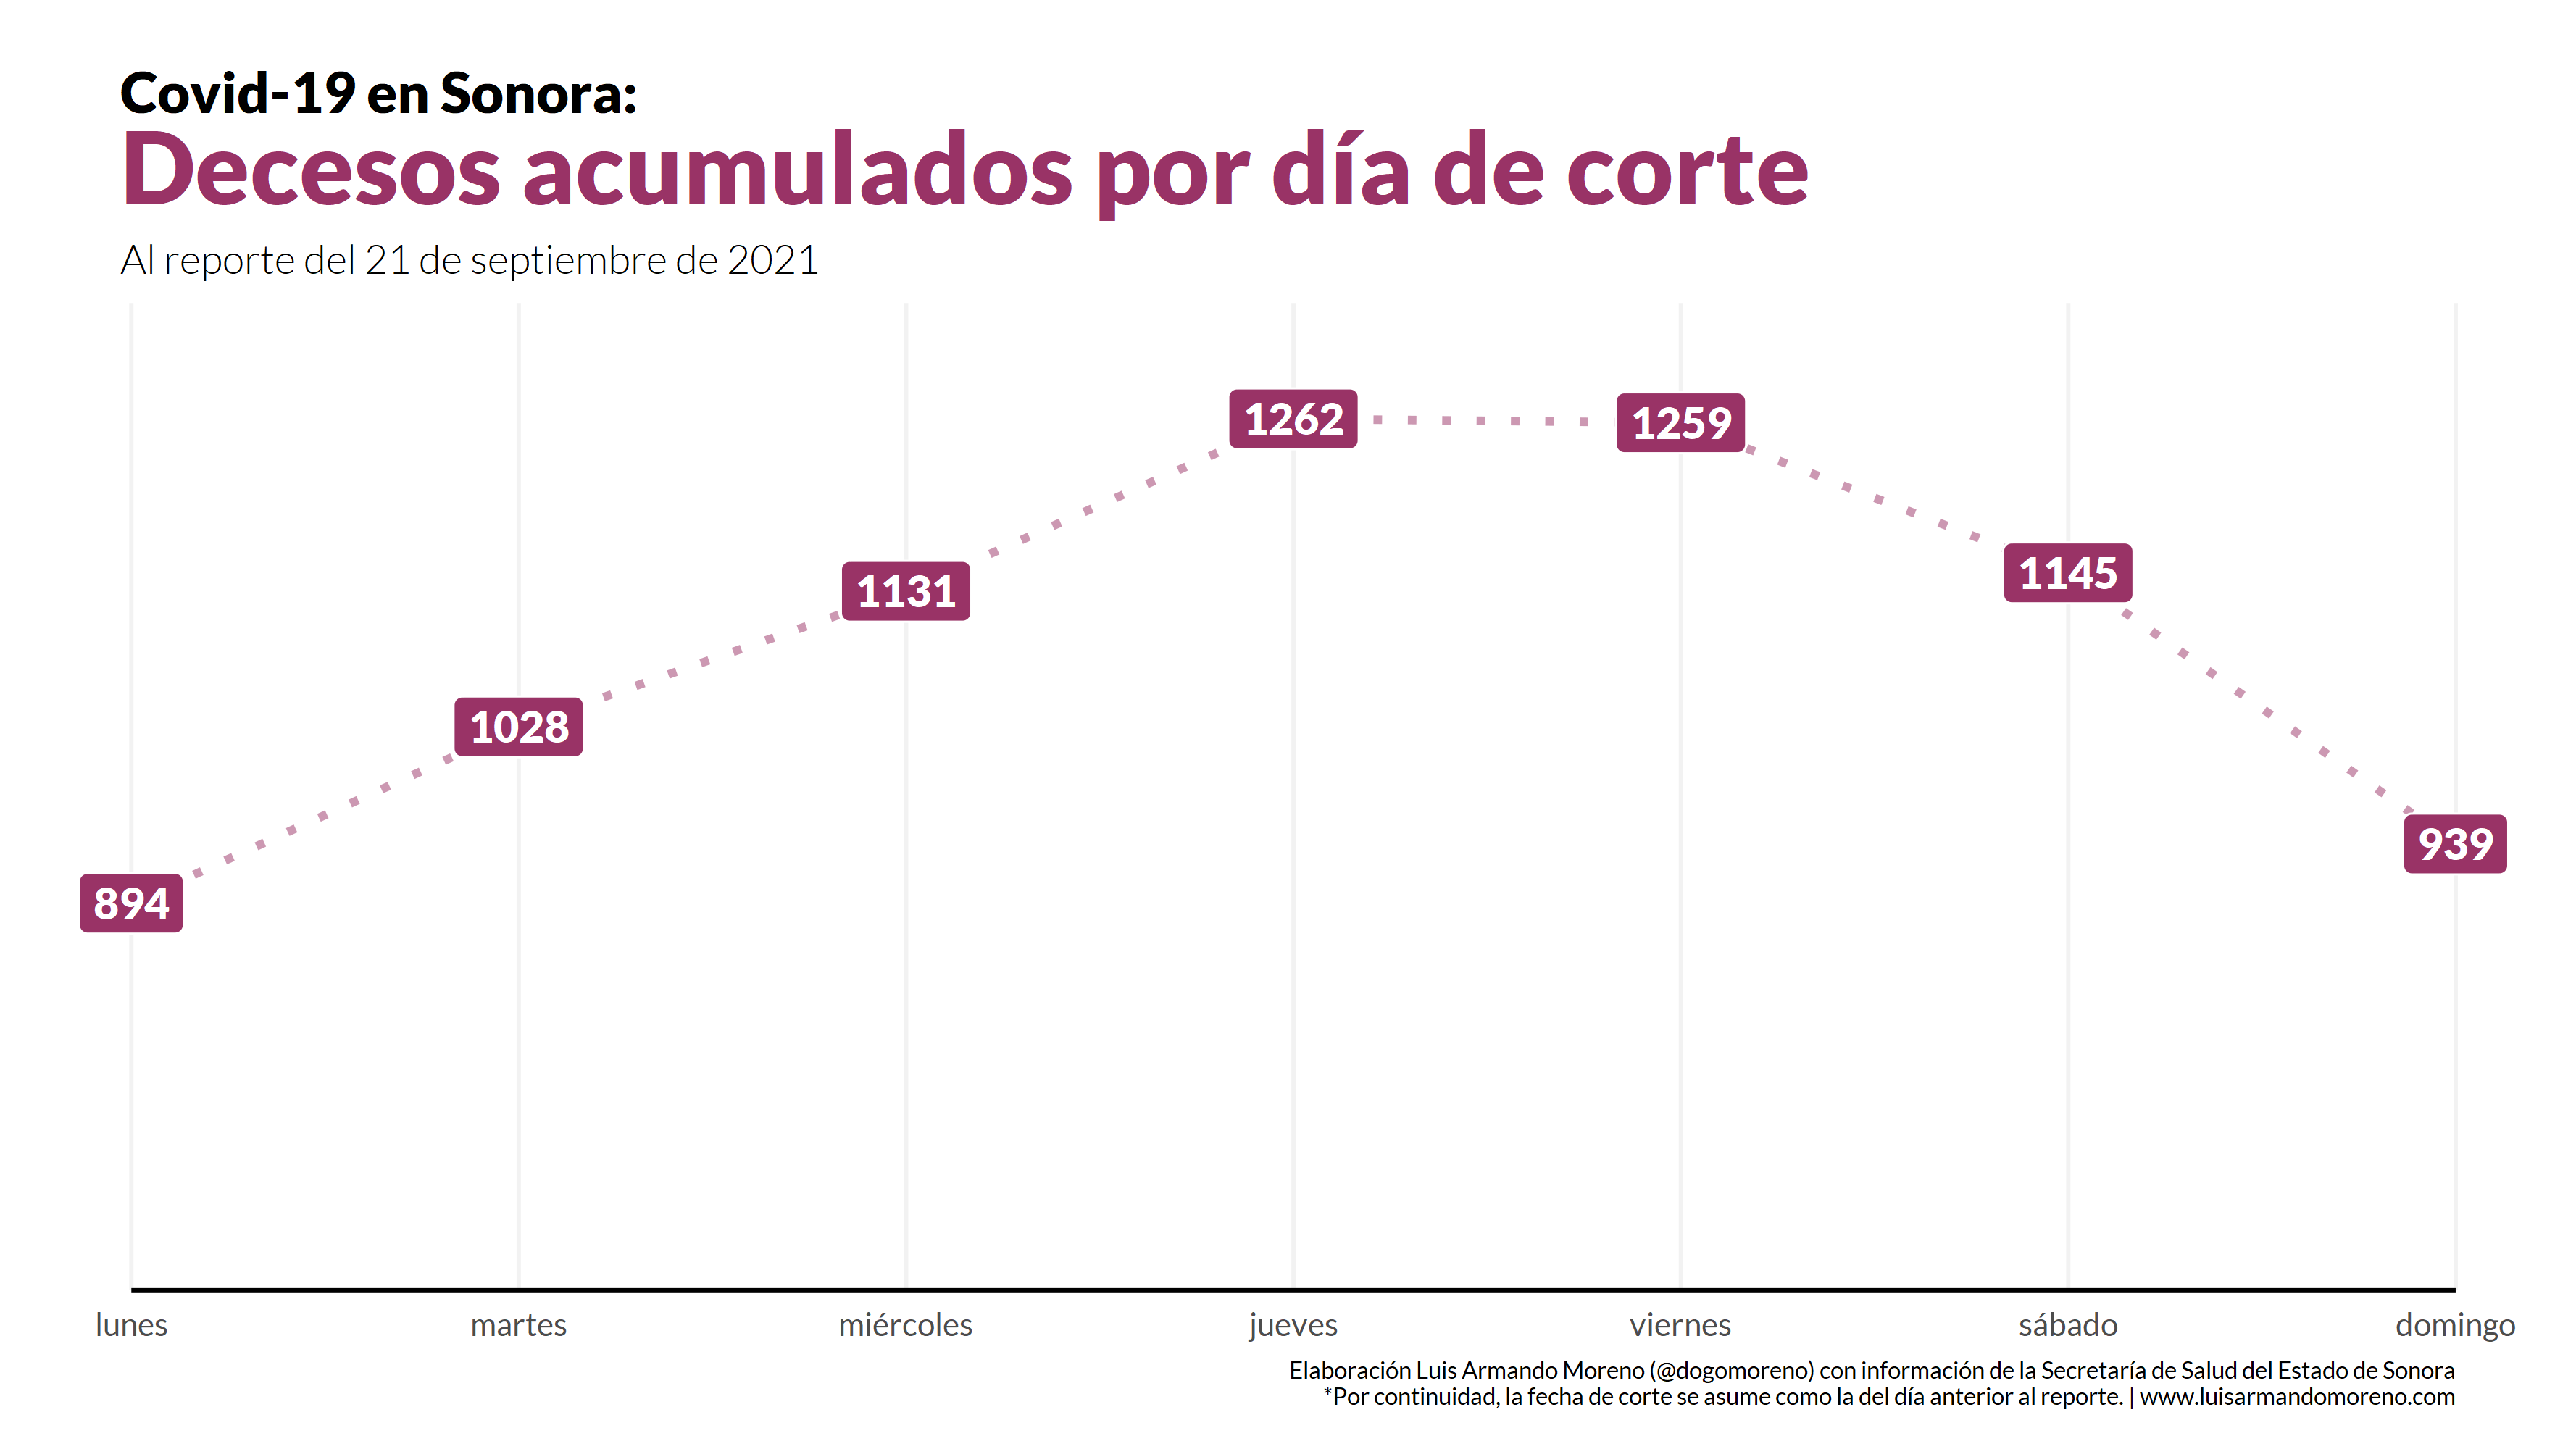 Covid-19 en Sonora:
Decesos acumulados por día de corte
Al reporte del 21 de septiembre de 2021
1262
1259
1145
1131
1028
939
894
lunes martes miércoles jueves viernes sábado domingo
Elaboración Luis Armando Moreno (@dogomoreno) con información de la Secretaría de Salud del Estado de Sonora
*Por continuidad, la fecha de corte se asume como la del día anterior al reporte. | www.luisarmandomoreno.com